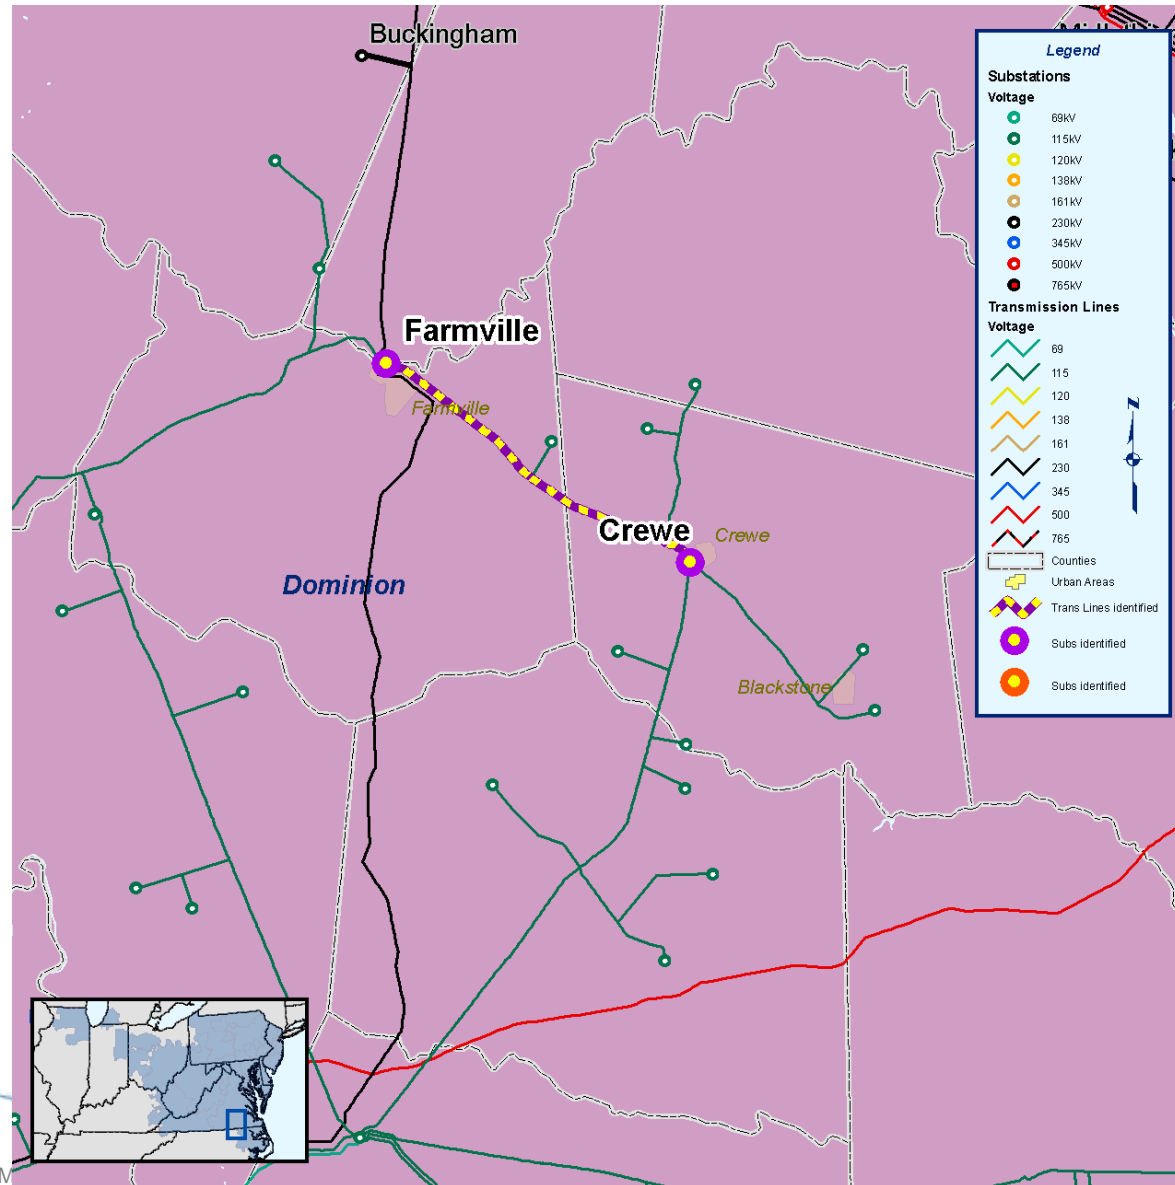 Buckingham
Farmville
Farmville
Crewe
Crewe
Dominion
Blackstone
Legend
Substations
Voltage
69kV
115kV
120kV
138kV
161kV
230kV
345kV
500kV
765kV
Transmission Lines
Voltage
69
115
120
138
161
230
345
500
765
Counties
Urban Areas
Trans Lines identified
Subs identified
Subs identified
N
M